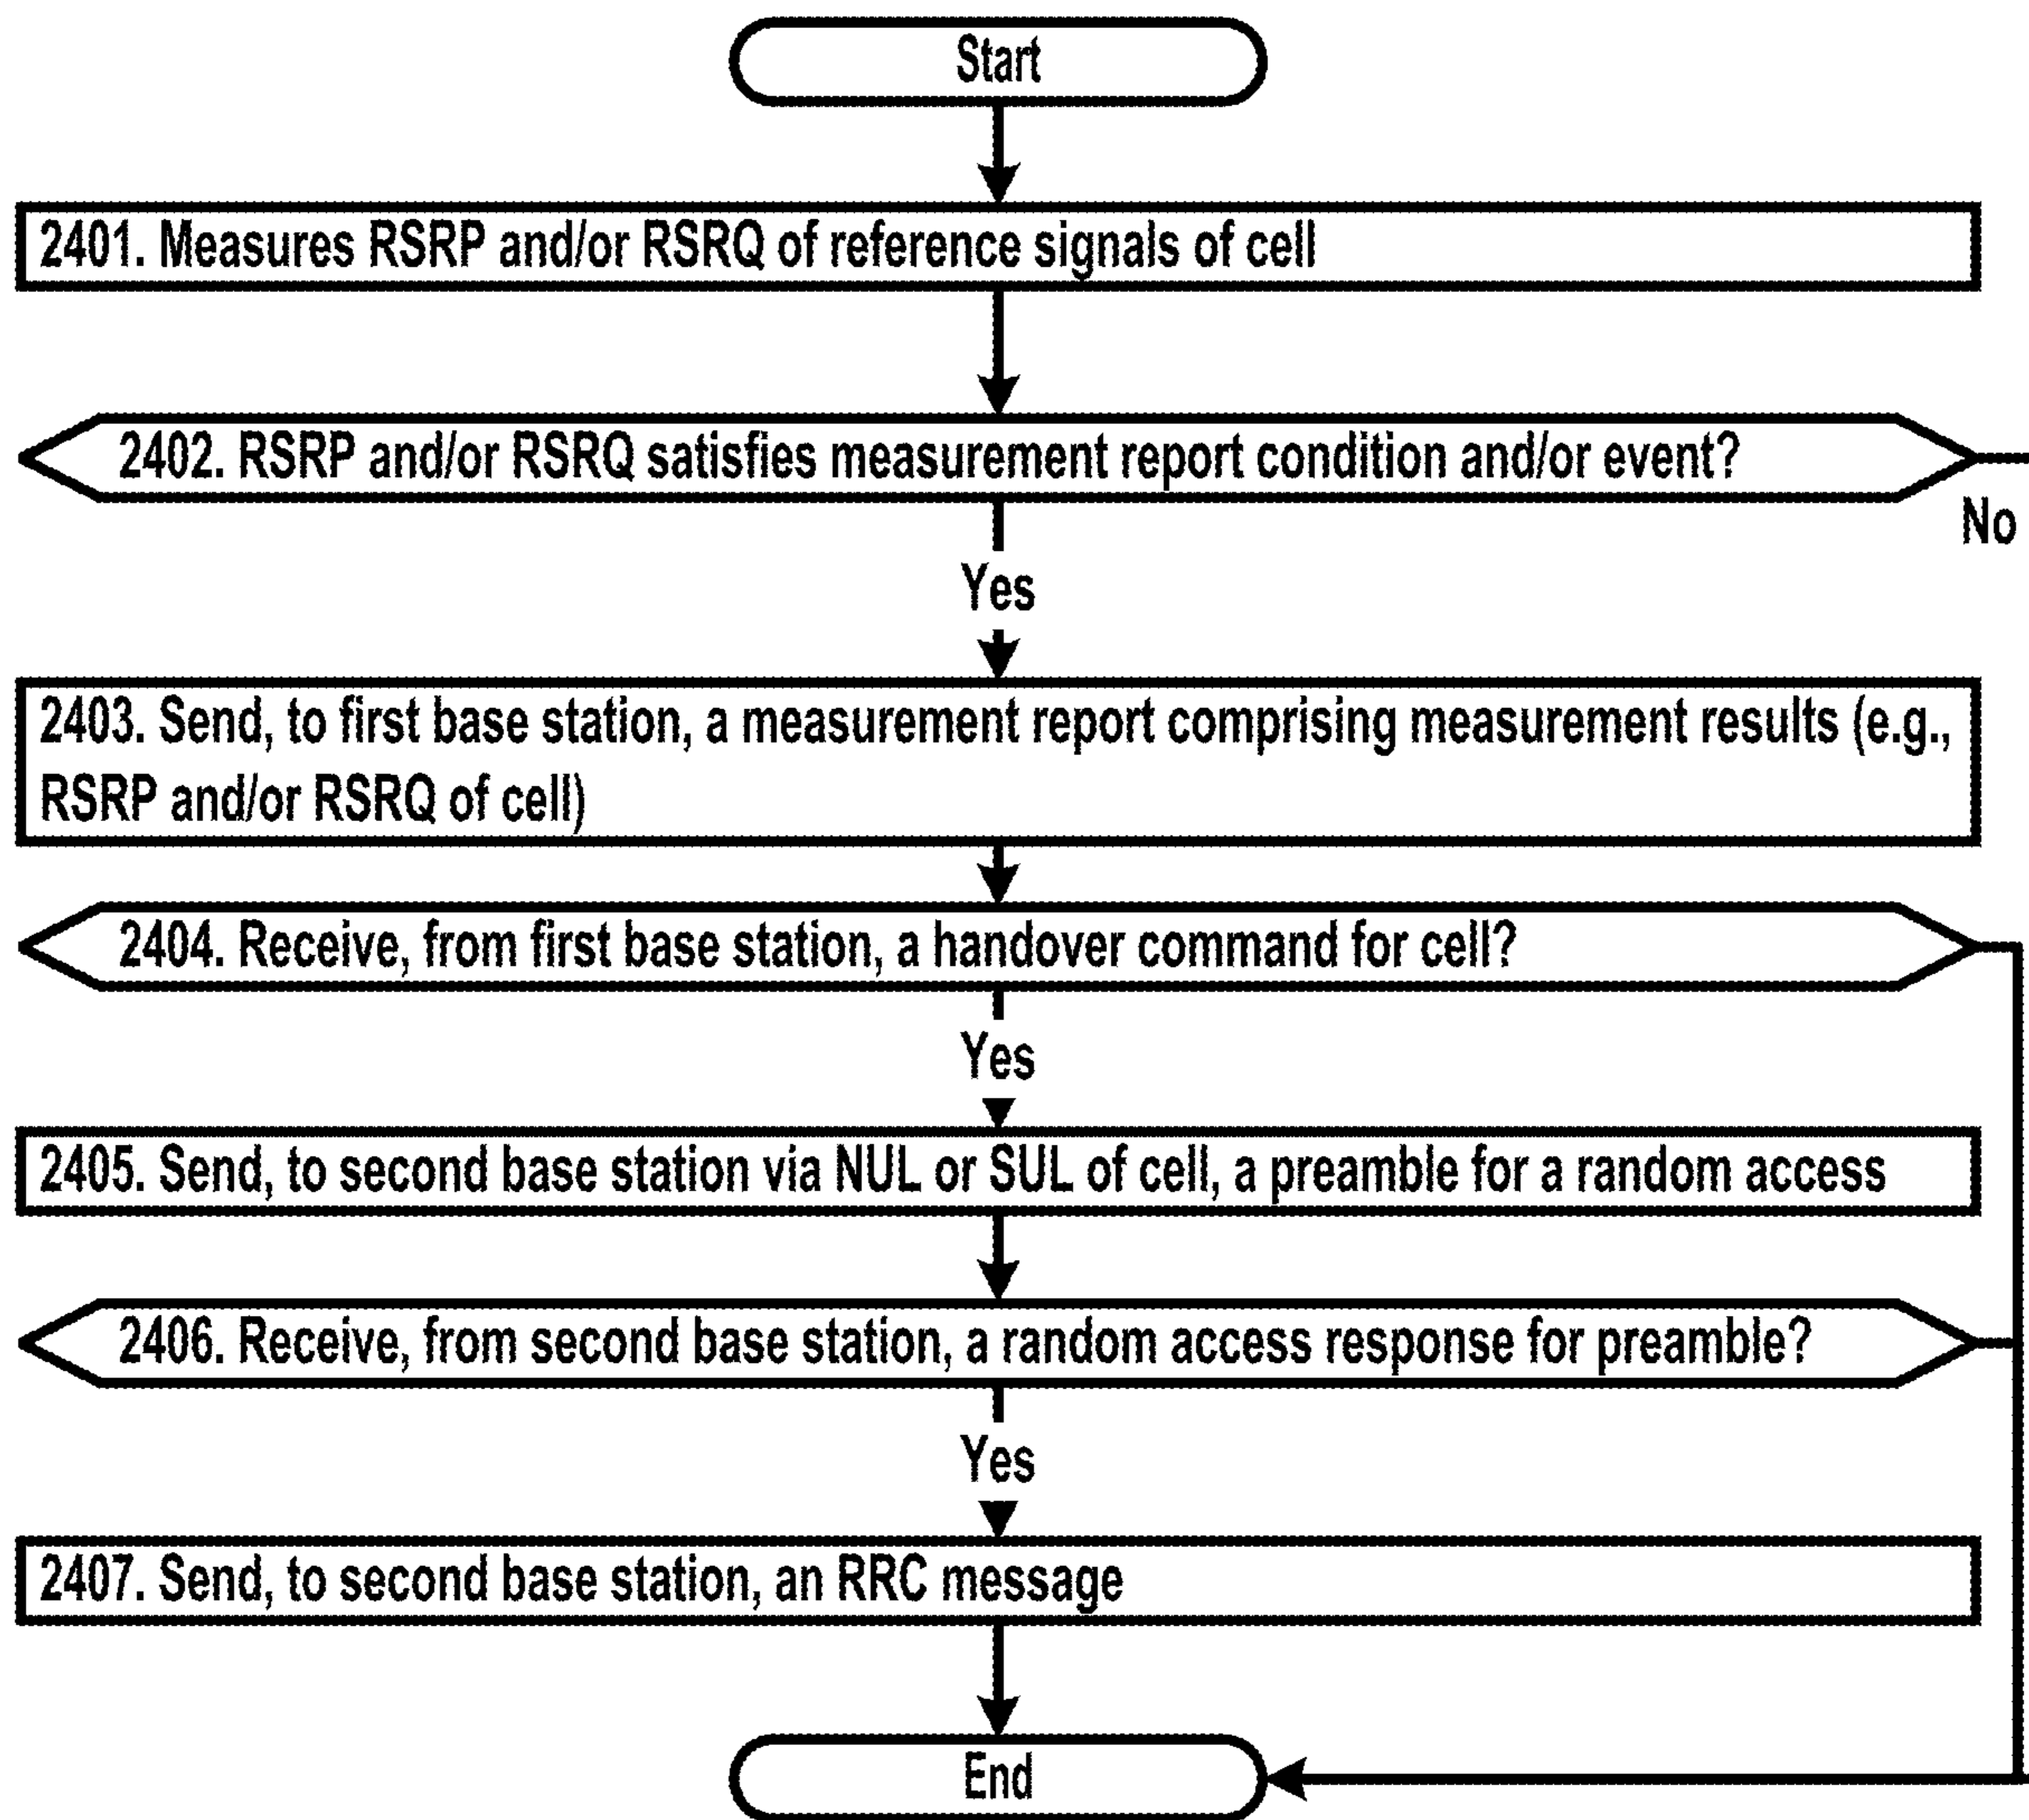 Start
2401. Measures RSRP and/or RSRQ of reference signals of cell
2402. RSRP and/or RSRQ satisfies measurement report condition and/or event?
No
Yes
2403. Send, to first base station, a measurement report comprising measurement results (e.g.,
RSRP and/or RSRQ of cell)
2404. Receive, from first base station, a handover command for cell?
Yes
2405. Send, to second base station via NUL or SUL of cell, a preamble for a random access
2406. Receive, from second base station, a random access response for preamble?
Yes
2407. Send, to second base station, an RRC message
End